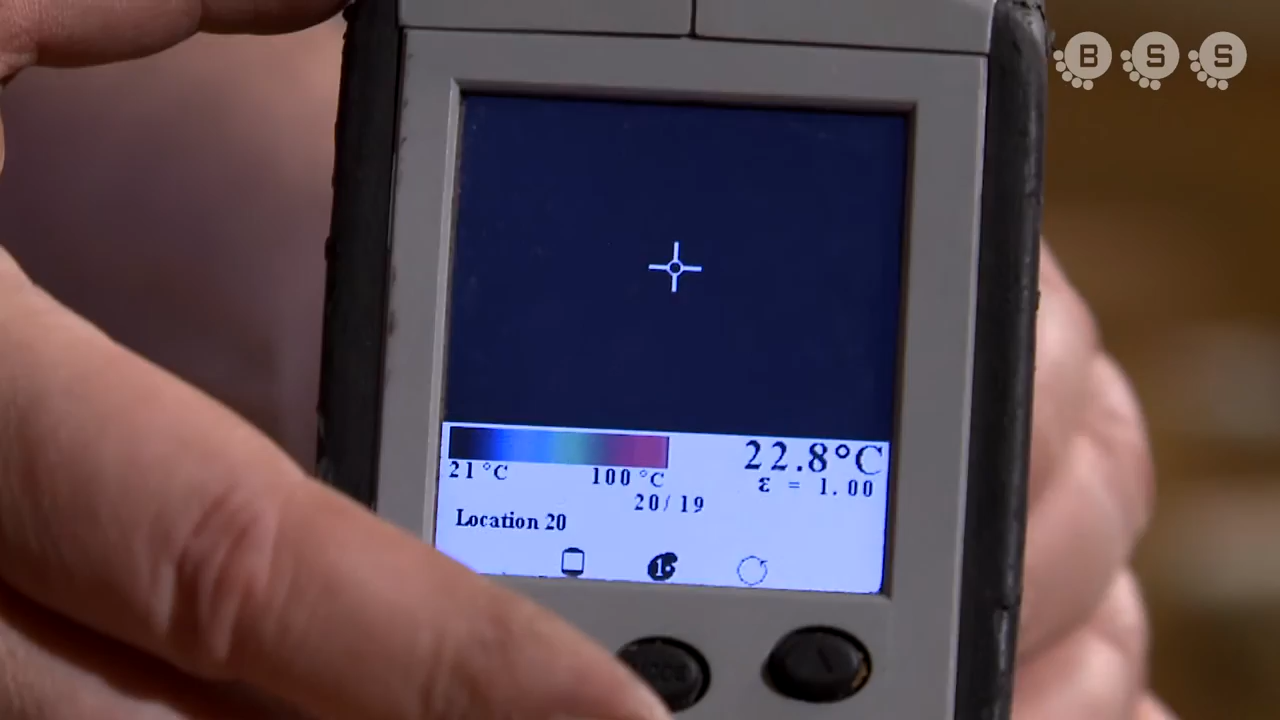 B S S
22.8°C
21 °C
100 °C
ε = 1.00
20/ 19
Location 20